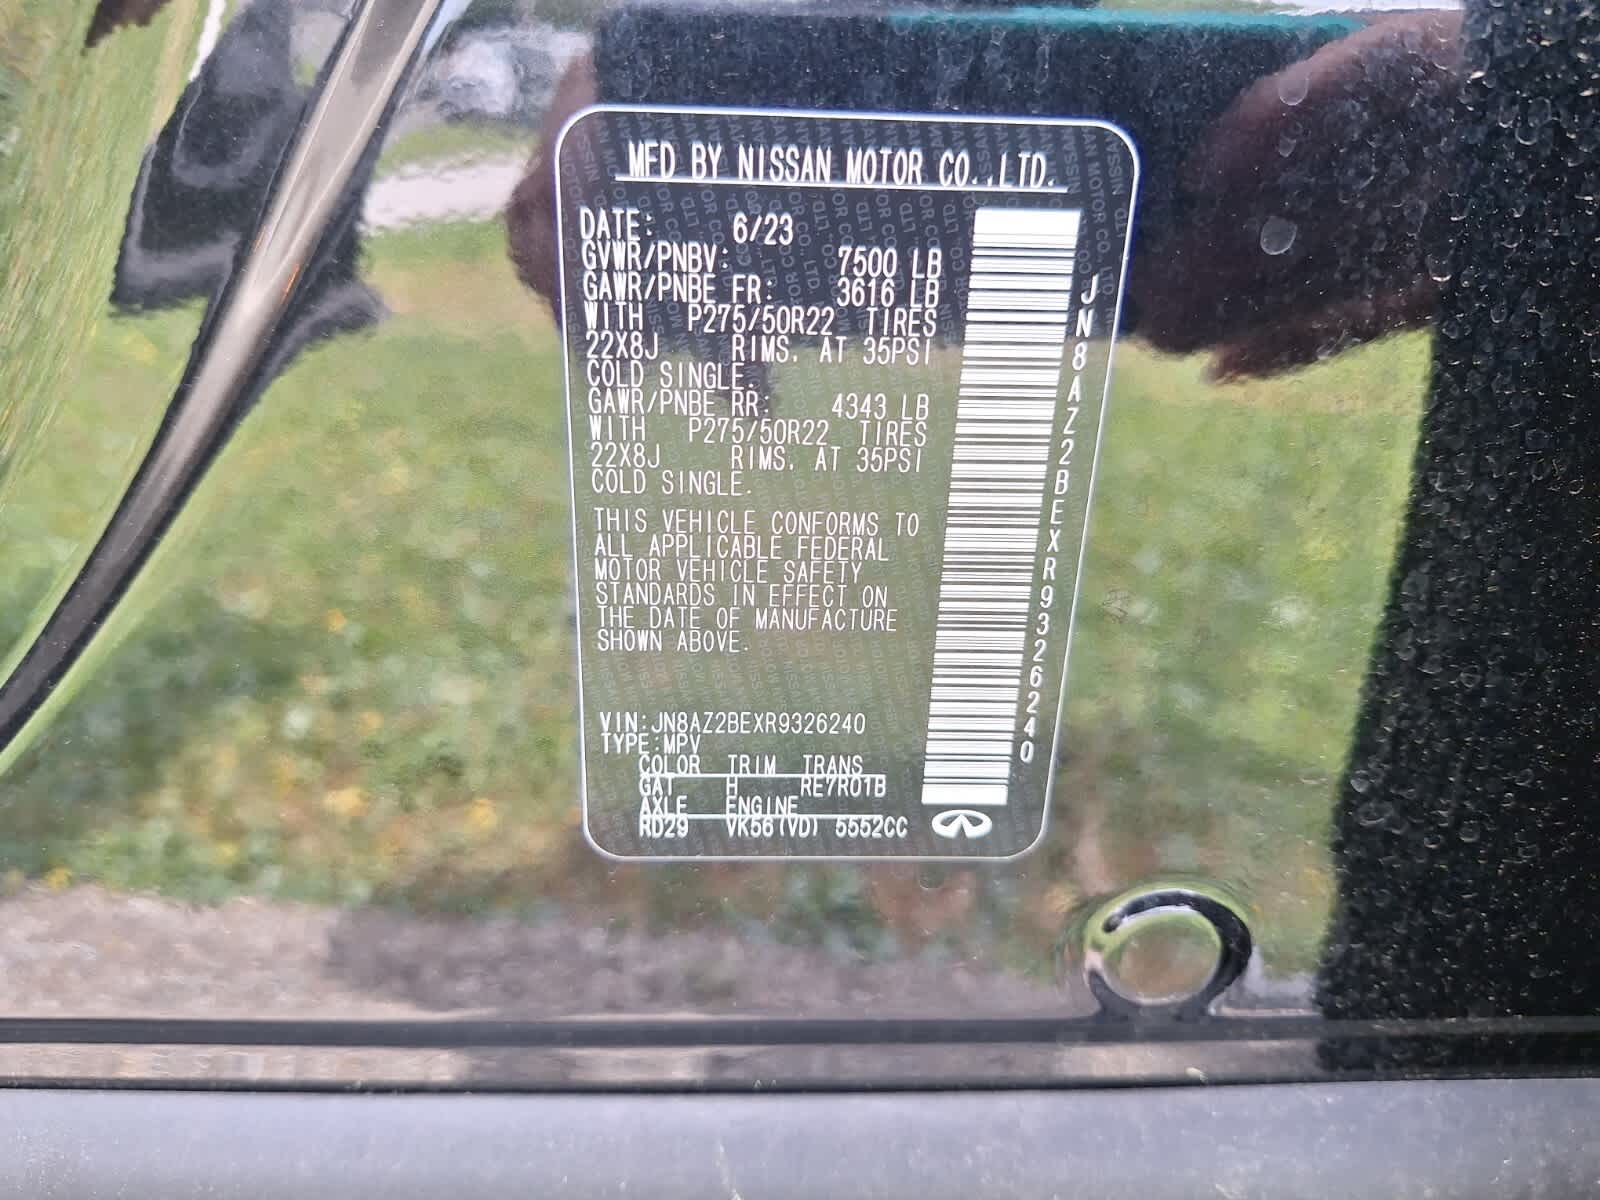 MFD BY NISSAN MOTOR CO.,LTD.
DATE: 6/23
GVWR/PNBV: 7500 LB
GAWR/PNBE FR: 3616 LB
WITH P275/50R22 TIRES
22X8J RIMS. AT 35PSI
COLD SINGLE.
GAWR/PNBE RR: 4343 LB
WITH P275/50R22 TIRES
22X8J RIMS. AT 35PSI
COLD SINGLE.
THIS VEHICLE CONFORMS TO
ALL APPLICABLE FEDERAL
MOTOR VEHICLE SAFETY
STANDARDS IN EFFECT ON
THE DATE OF MANUFACTURE
SHOWN ABOVE.
VIN:JN8AZ2BEXR9326240
TYPE:MPV
COLOR TRIM TRANS
GAT H RE7R01B
AXLE ENGINE
RD29 VK56(VD) 5552CC
JN8AZ2BEXR9326240